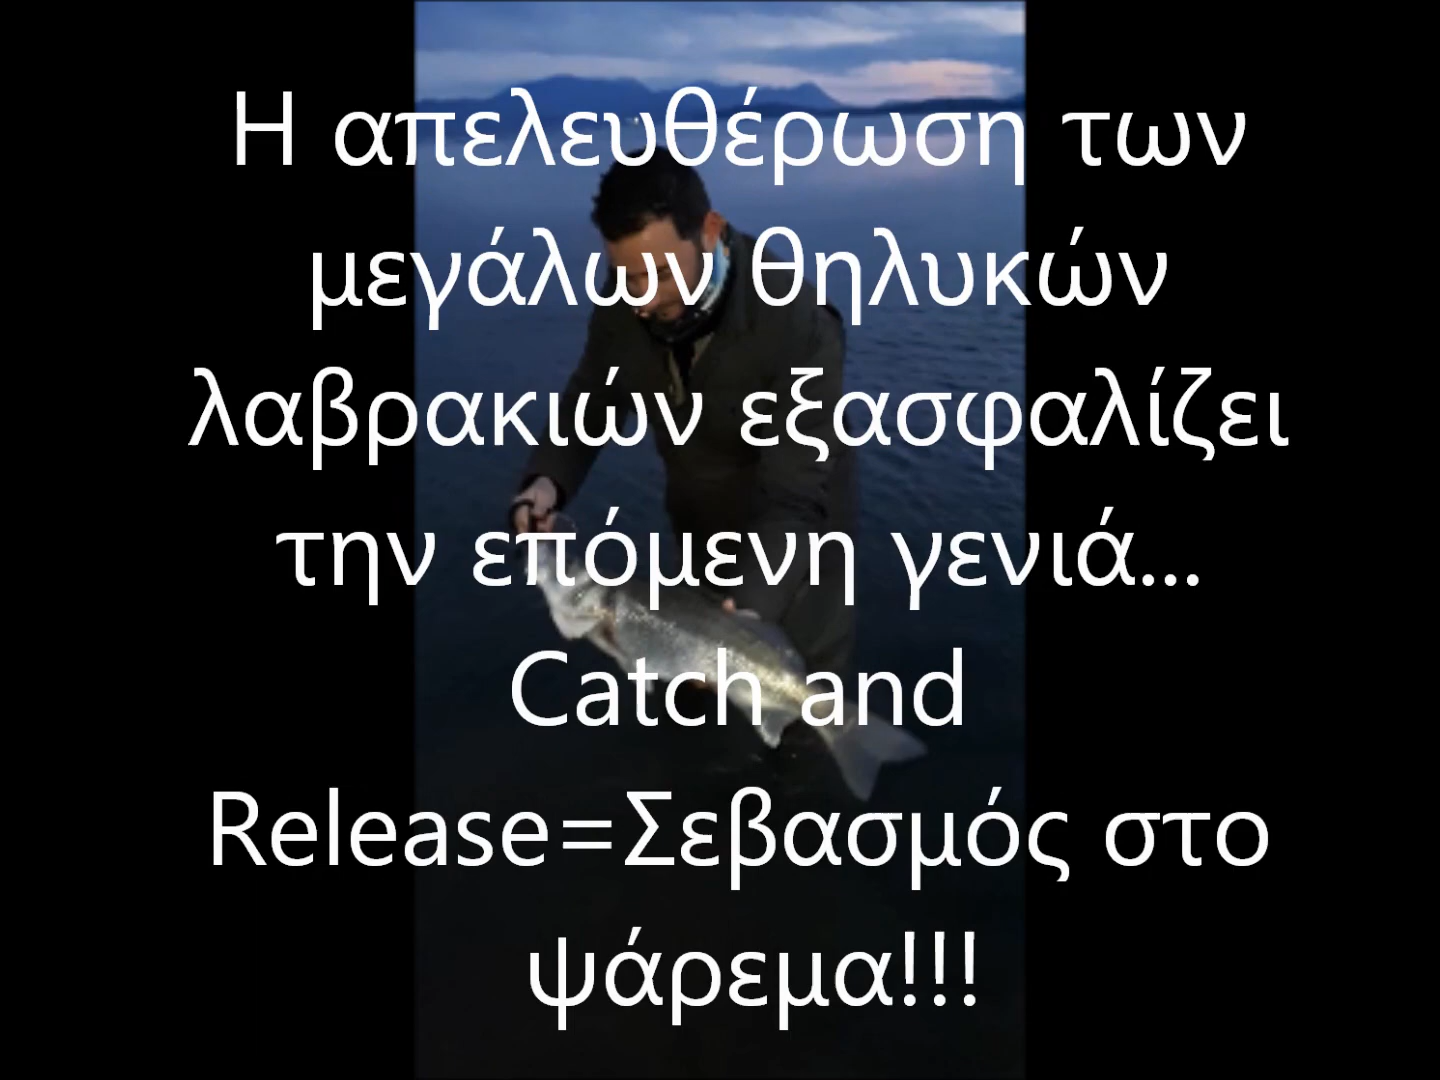 Η απελευθέρωση των
μεγάλων θηλυκών
λαβρακιών εξασφαλίζει
την επόμενη γενιά...
Catch and
Release=Σεβασμός στο
ψάρεμα!!!